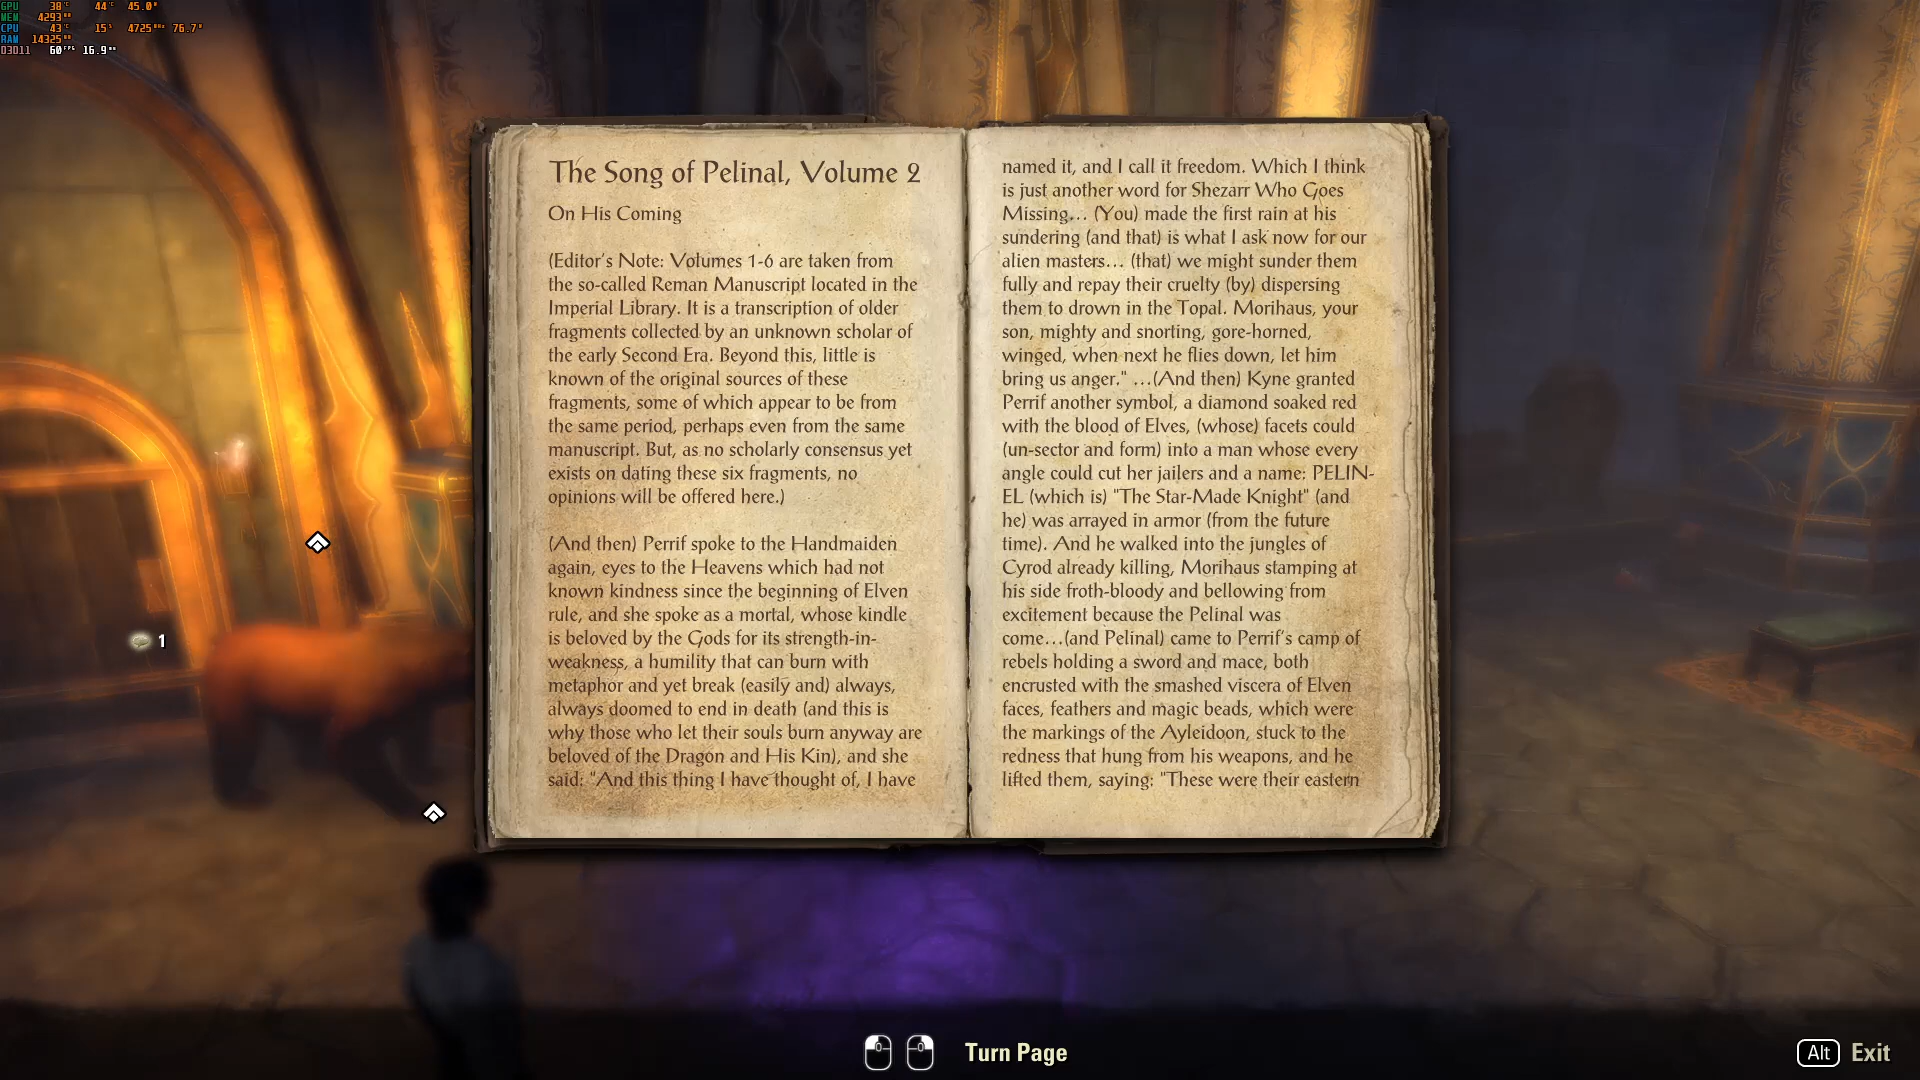 GPU 38°C 44°C 45.0W
MEM 4293MB
CPU 43°C 15% 4725MHz 76.7W
RAM 14325MB
D3D11 60FPS 16.9ms
The Song of Pelinal, Volume 2
On His Coming
(Editor's Note: Volumes 1-6 are taken from
the so-called Reman Manuscript located in the
Imperial Library. It is a transcription of older
fragments collected by an unknown scholar of
the early Second Era. Beyond this, little is
known of the original sources of these
fragments, some of which appear to be from
the same period, perhaps even from the same
manuscript. But, as no scholarly consensus yet
exists on dating these six fragments, no
opinions will be offered here.)
(And then) Perrif spoke to the Handmaiden
again, eyes to the Heavens which had not
known kindness since the beginning of Elven
rule, and she spoke as a mortal, whose kindle
is beloved by the Gods for its strength-in-
weakness, a humility that can burn with
metaphor and yet break (easily and) always,
always doomed to end in death (and this is
why those who let their souls burn anyway are
beloved of the Dragon and His Kin), and she
said: "And this thing I have thought of, I have
named it, and I call it freedom. Which I think
is just another word for Shezarr Who Goes
Missing... (You) made the first rain at his
sundering (and that) is what I ask now for our
alien masters... (that) we might sunder them
fully and repay their cruelty (by) dispersing
them to drown in the Topal. Morihaus, your
son, mighty and snorting, gore-horned,
winged, when next he flies down, let him
bring us anger." ...(And then) Kyne granted
Perrif another symbol, a diamond soaked red
with the blood of Elves, (whose) facets could
(un-sector and form) into a man whose every
angle could cut her jailers and a name: PELIN-
EL (which is) "The Star-Made Knight" (and
he) was arrayed in armor (from the future
time). And he walked into the jungles of
Cyrod already killing, Morihaus stamping at
his side froth-bloody and bellowing from
excitement because the Pelinal was
come...(and Pelinal) came to Perrif's camp of
rebels holding a sword and mace, both
encrusted with the smashed viscera of Elven
faces, feathers and magic beads, which were
the markings of the Ayleidoon, stuck to the
redness that hung from his weapons, and he
lifted them, saying: "These were their eastern
1
Turn Page
Alt Exit